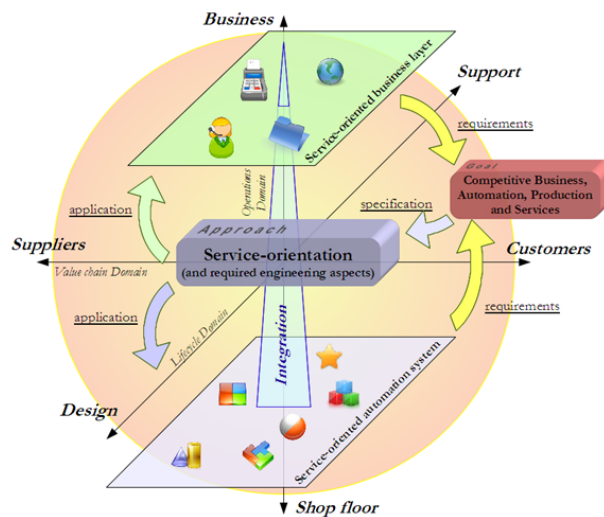 Business
Support
Service-oriented business layer
requirements
Goal
Competitive Business,
Automation, Production
and Services
Operations
Domain
application
specification
Approach
Service-orientation
(and required engineering aspects)
Suppliers
Customers
Value chain Domain
application
requirements
Lifecycle Domain
Integration
Design
Service-oriented automation system
Shop floor